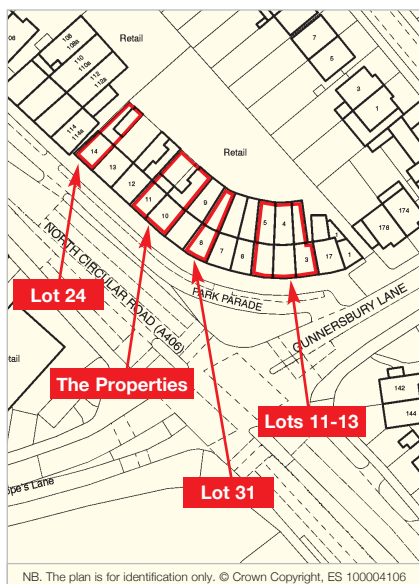 Retail
108
108a
110
110a
112
112a
114
114a
7
5
3
1
Retail
14
13
12
11
10
9
8
7
6
5
4
3
17
1
174
176
NORTH CIRCULAR ROAD (A406)
PARK PARADE
GUNNERSBURY LANE
Lot 24
The Properties
Lots 11-13
Lot 31
142
144
etail
ope's Lane
NB. The plan is for identification only. © Crown Copyright, ES 100004106